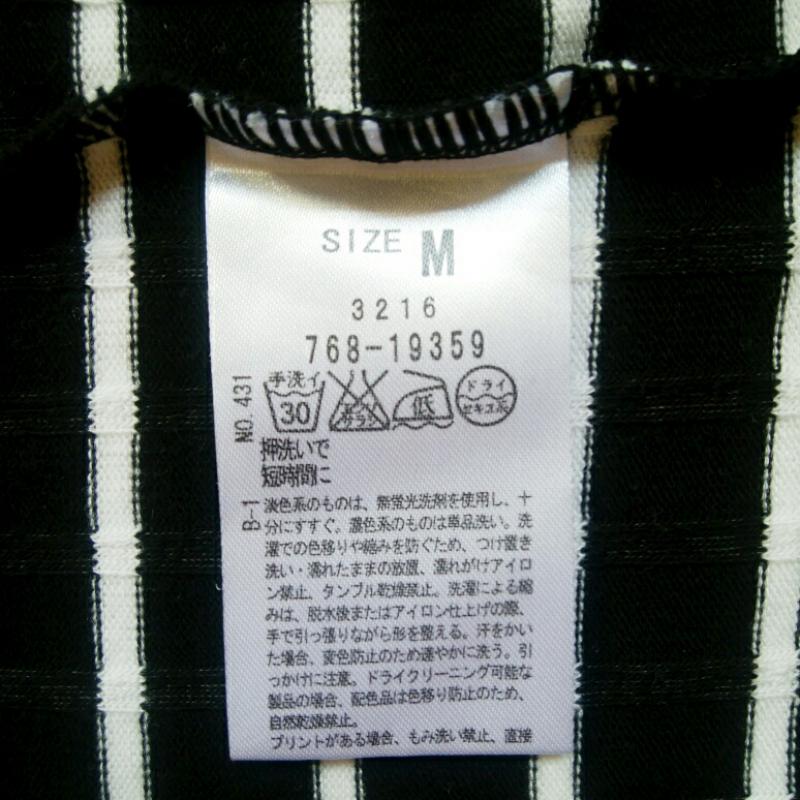 SIZE M
3216
768-19359
NO.431
手洗イ 30 エンソサラシ 低 ドライ セキユ系
押洗いで
短時間に
B-1
淡色系のものは、無蛍光洗剤を使用し、十
分にすすぐ。濃色系のものは単品洗い。洗
濯での色移りや縮みを防ぐため、つけ置き
洗い・濡れたままの放置、濡れがけアイロ
ン禁止、タンブル乾燥禁止。洗濯による縮
みは、脱水後またはアイロン仕上げの際、
手で引っ張りながら形を整える。汗をかい
た場合、変色防止のため速やかに洗う。引
っかけに注意。ドライクリーニング可能な
製品の場合、配色品は色移り防止のため、
自然乾燥禁止。
プリントがある場合、もみ洗い禁止、直接